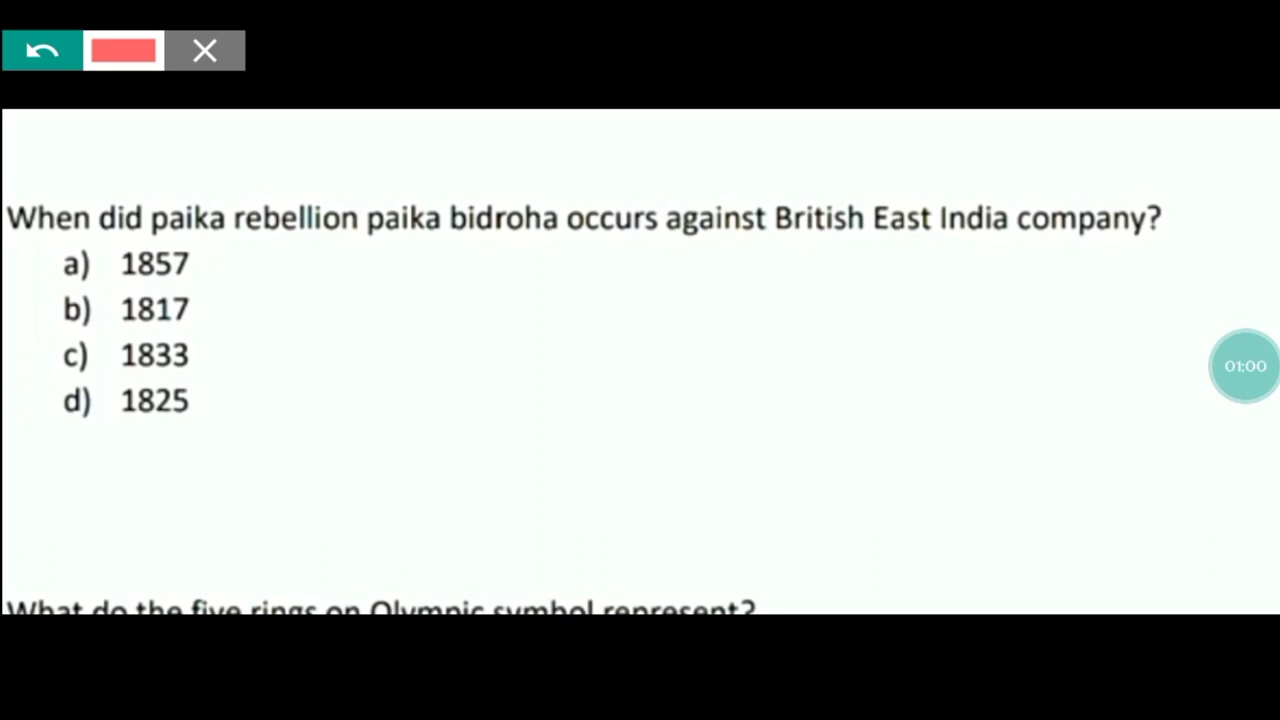 When did paika rebellion paika bidroha occurs against British East India company?
a) 1857
b) 1817
c) 1833
d) 1825
01:00
What do the five rings on Olympic symbol represent?